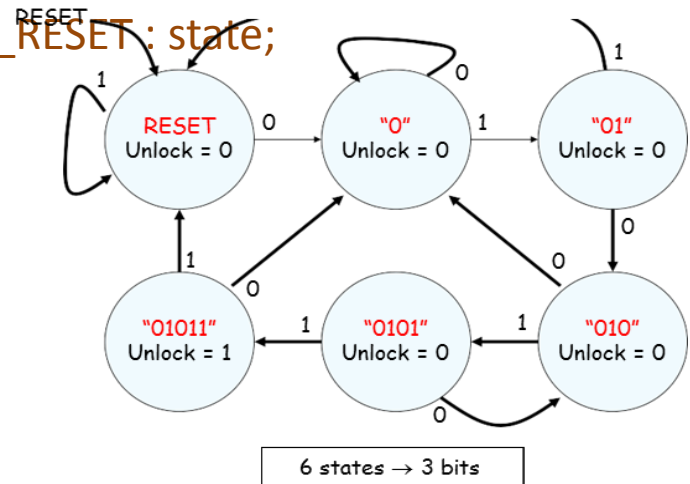 RESET
_RESET : state;
1
RESET
Unlock = 0
0
0
"0"
Unlock = 0
1
1
"01"
Unlock = 0
0
1
0
0
"01011"
Unlock = 1
1
"0101"
Unlock = 0
1
"010"
Unlock = 0
0
6 states → 3 bits